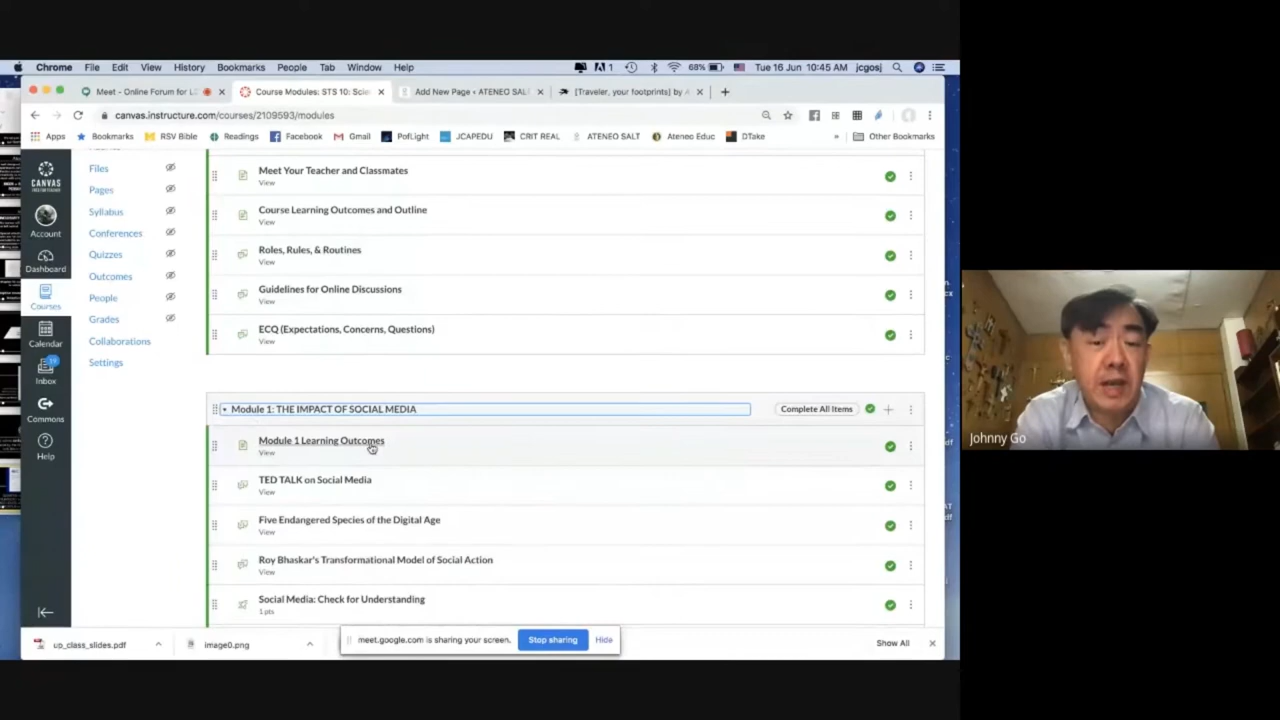 Chrome File Edit View History Bookmarks People Tab Window Help 1 68% Tue 16 Jun 10:45 AM jcgosj
Meet - Online Forum for L Course Modules: STS 10: Scie Add New Page ‹ ATENEO SALT [Traveler, your footprints] by A
canvas.instructure.com/courses/2109593/modules
Apps Bookmarks RSV Bible Readings Facebook Gmail PofLight JCAPEDU CRIT REAL ATENEO SALT Ateneo Educ DTake » Other Bookmarks
CANVAS
Account
Dashboard
Courses
Calendar
19
Inbox
Commons
Help
Files
Pages
Syllabus
Conferences
Quizzes
Outcomes
People
Grades
Collaborations
Settings
Meet Your Teacher and Classmates
View
Course Learning Outcomes and Outline
View
Roles, Rules, & Routines
View
Guidelines for Online Discussions
View
ECQ (Expectations, Concerns, Questions)
View
Module 1: THE IMPACT OF SOCIAL MEDIA Complete All Items
Module 1 Learning Outcomes
View
TED TALK on Social Media
View
Five Endangered Species of the Digital Age
View
Roy Bhaskar's Transformational Model of Social Action
View
Social Media: Check for Understanding
1 pts
meet.google.com is sharing your screen. Stop sharing Hide
up_class_slides.pdf image0.png Show All
Johnny Go